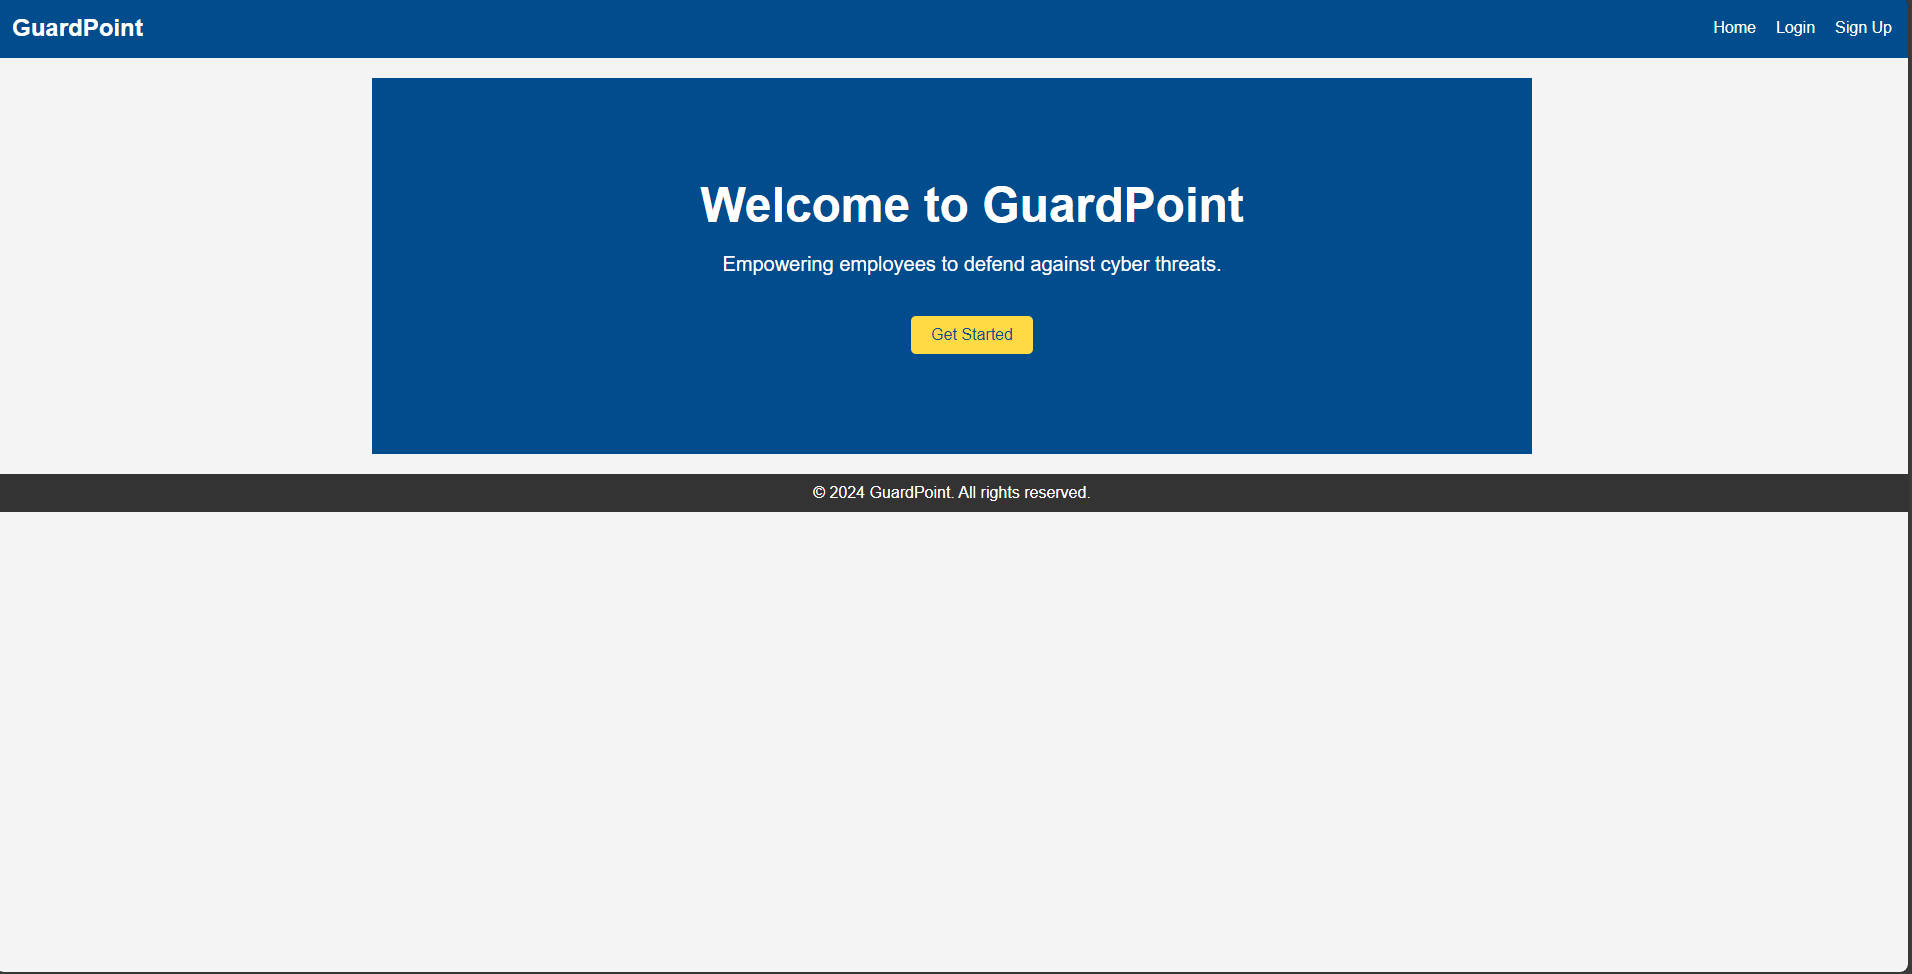 GuardPoint
Home Login Sign Up
Welcome to GuardPoint
Empowering employees to defend against cyber threats.
Get Started
© 2024 GuardPoint. All rights reserved.